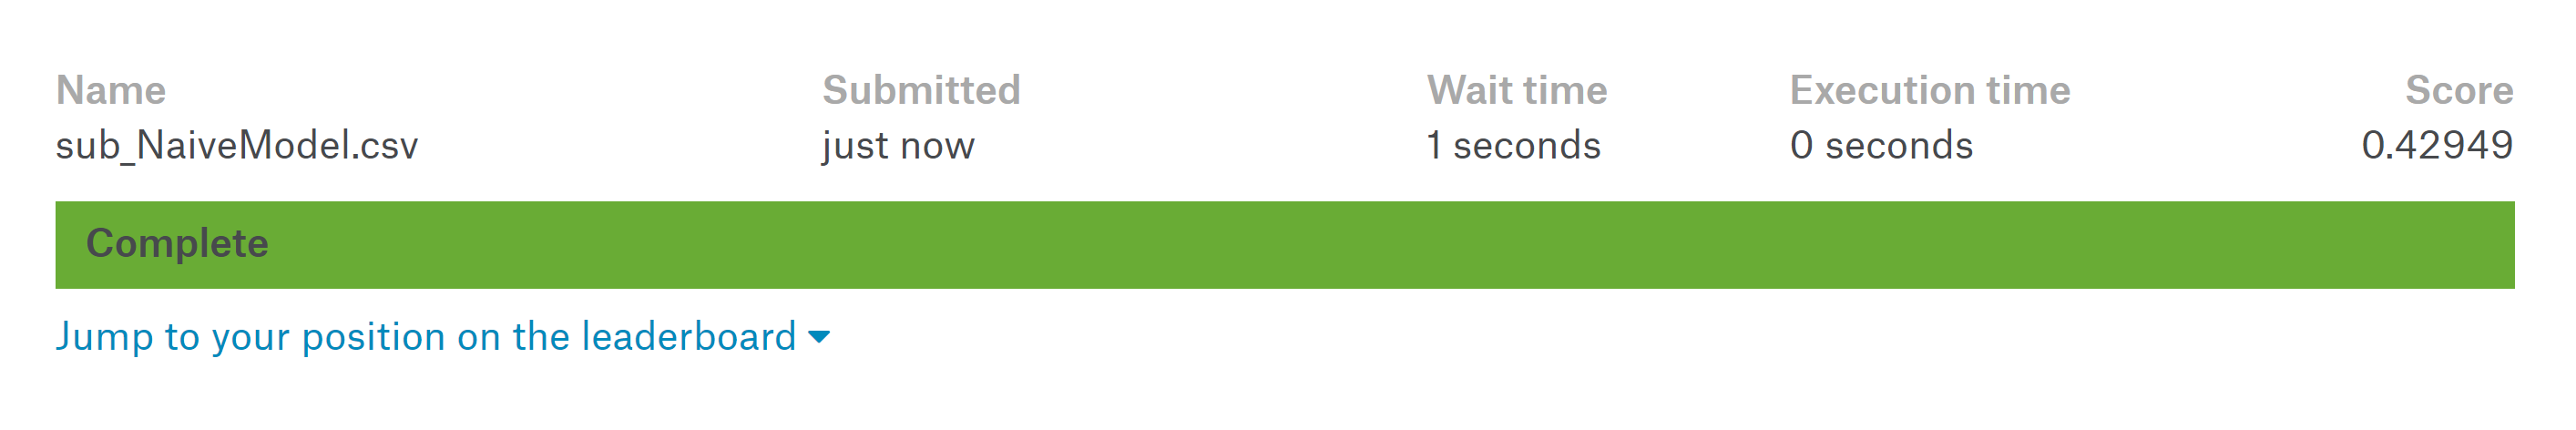 Name Submitted Wait time Execution time Score
sub_NaiveModel.csv just now 1 seconds 0 seconds 0.42949
Complete
Jump to your position on the leaderboard